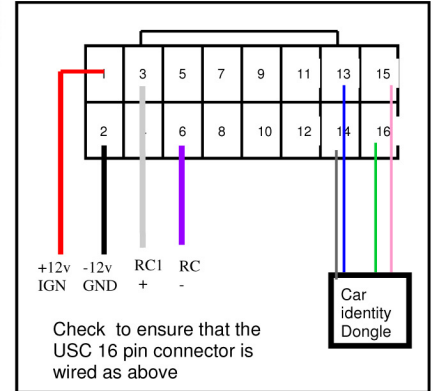 1 3 5 7 9 11 13 15
2 6 8 10 12 14 16
+12v -12v RC1 RC
IGN GND + -
Car
identity
Dongle
Check to ensure that the
USC 16 pin connector is
wired as above